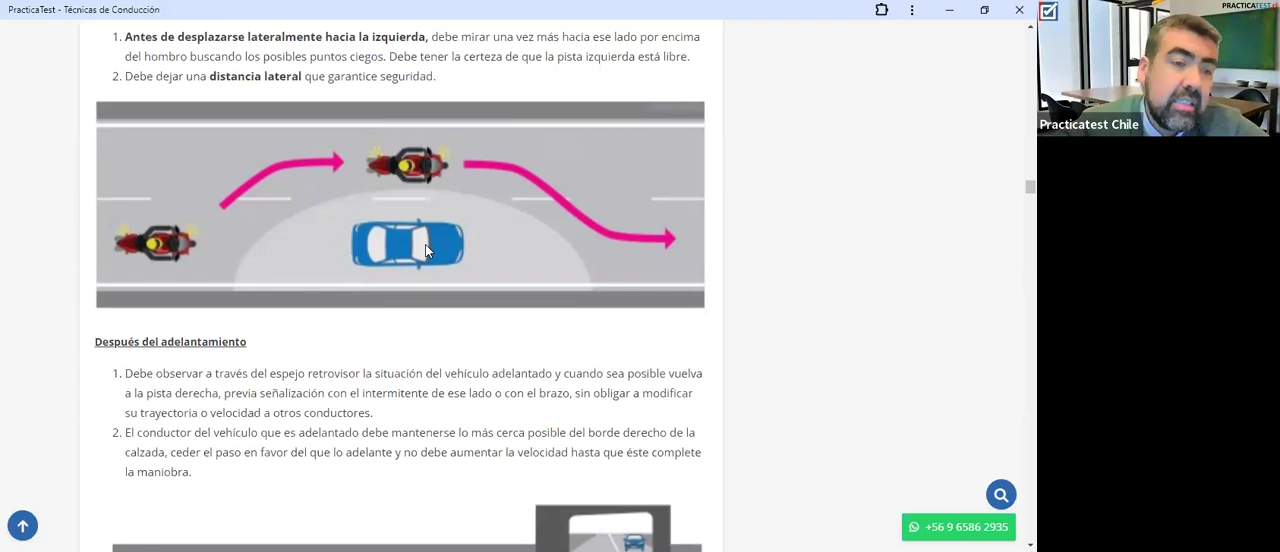 PracticaTest - Técnicas de Conducción
PRACTICATEST
1. Antes de desplazarse lateralmente hacia la izquierda, debe mirar una vez más hacia ese lado por encima
del hombro buscando los posibles puntos ciegos. Debe tener la certeza de que la pista izquierda está libre.
2. Debe dejar una distancia lateral que garantice seguridad.
Practicatest Chile
Después del adelantamiento
1. Debe observar a través del espejo retrovisor la situación del vehículo adelantado y cuando sea posible vuelva
a la pista derecha, previa señalización con el intermitente de ese lado o con el brazo, sin obligar a modificar
su trayectoria o velocidad a otros conductores.
2. El conductor del vehículo que es adelantado debe mantenerse lo más cerca posible del borde derecho de la
calzada, ceder el paso en favor del que lo adelante y no debe aumentar la velocidad hasta que éste complete
la maniobra.
+56 9 6586 2935